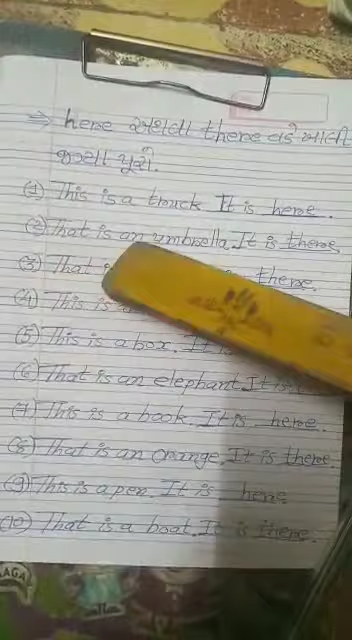 ⇒ here અથવા there વડે ખાલી
જગ્યા પૂરો.
(1) This is a truck. It is here.
(2) That is an umbrella. It is there.
(3) That is there.
(4) This is a
(5) This is a box. It is
(6) That is an elephant. It is
(7) This is a book. It is here.
(8) That is an orange. It is there.
(9) This is a pen. It is here.
(10) That is a boat. It is there.